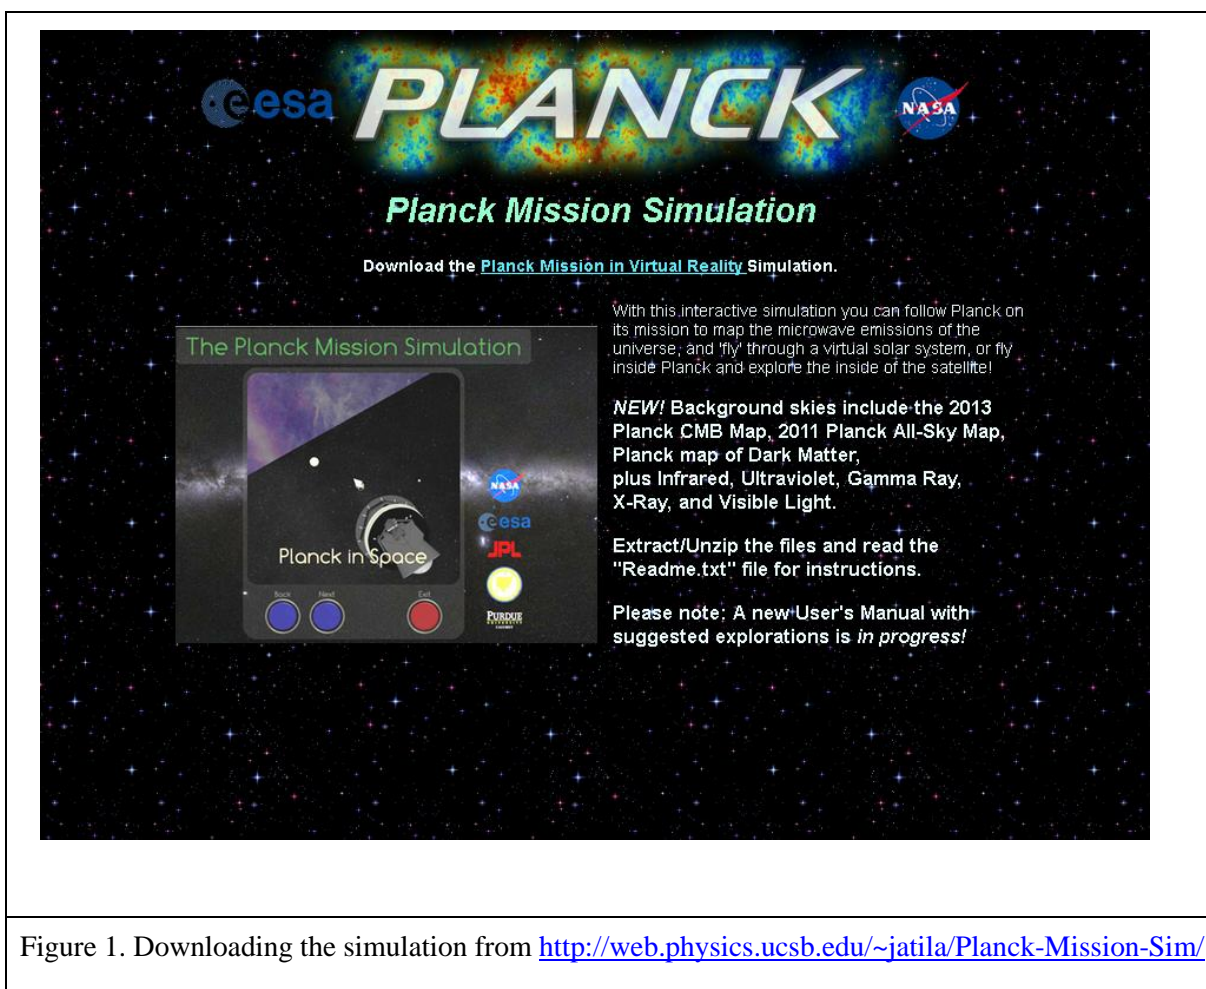 esa
PLANCK
NASA
Planck Mission Simulation
Download the Planck Mission in Virtual Reality Simulation.
The Planck Mission Simulation
Planck in Space
Back
Next
Exit
NASA
esa
JPL
PURDUE
UNIVERSITY
With this interactive simulation you can follow Planck on
its mission to map the microwave emissions of the
universe, and 'fly' through a virtual solar system, or fly
inside Planck and explore the inside of the satellite!
NEW! Background skies include the 2013
Planck CMB Map, 2011 Planck All-Sky Map,
Planck map of Dark Matter,
plus Infrared, Ultraviolet, Gamma Ray,
X-Ray, and Visible Light.
Extract/Unzip the files and read the
"Readme.txt" file for instructions.
Please note: A new User's Manual with
suggested explorations is in progress!
Figure 1. Downloading the simulation from http://web.physics.ucsb.edu/~jatila/Planck-Mission-Sim/